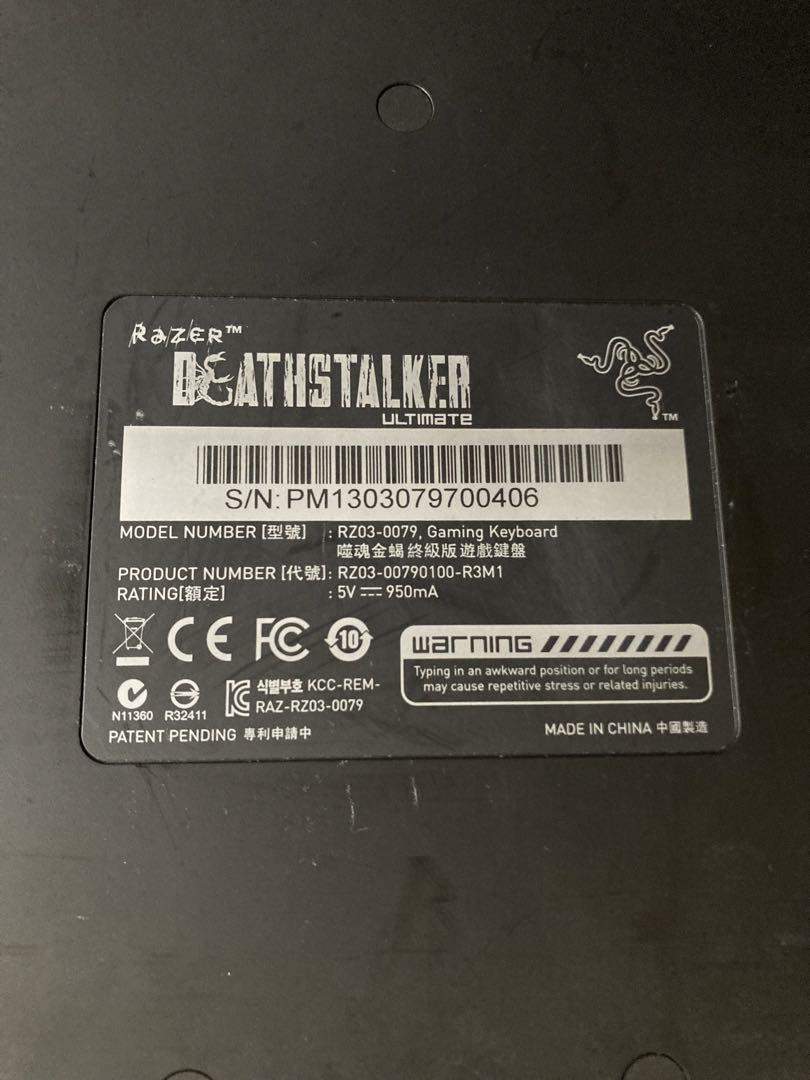 RaZER™
DEATHSTALKER
ULTIMATE
™
S/N: PM1303079700406
MODEL NUMBER [型號] : RZ03-0079, Gaming Keyboard
噬魂金蝎 終級版 遊戲鍵盤
PRODUCT NUMBER [代號]: RZ03-00790100-R3M1
RATING[額定] : 5V ⎓ 950mA
CE FC 10
warning
Typing in an awkward position or for long periods
may cause repetitive stress or related injuries.
식별부호 KCC-REM-
RAZ-RZ03-0079
N11360 R32411
PATENT PENDING 專利申請中
MADE IN CHINA 中國製造